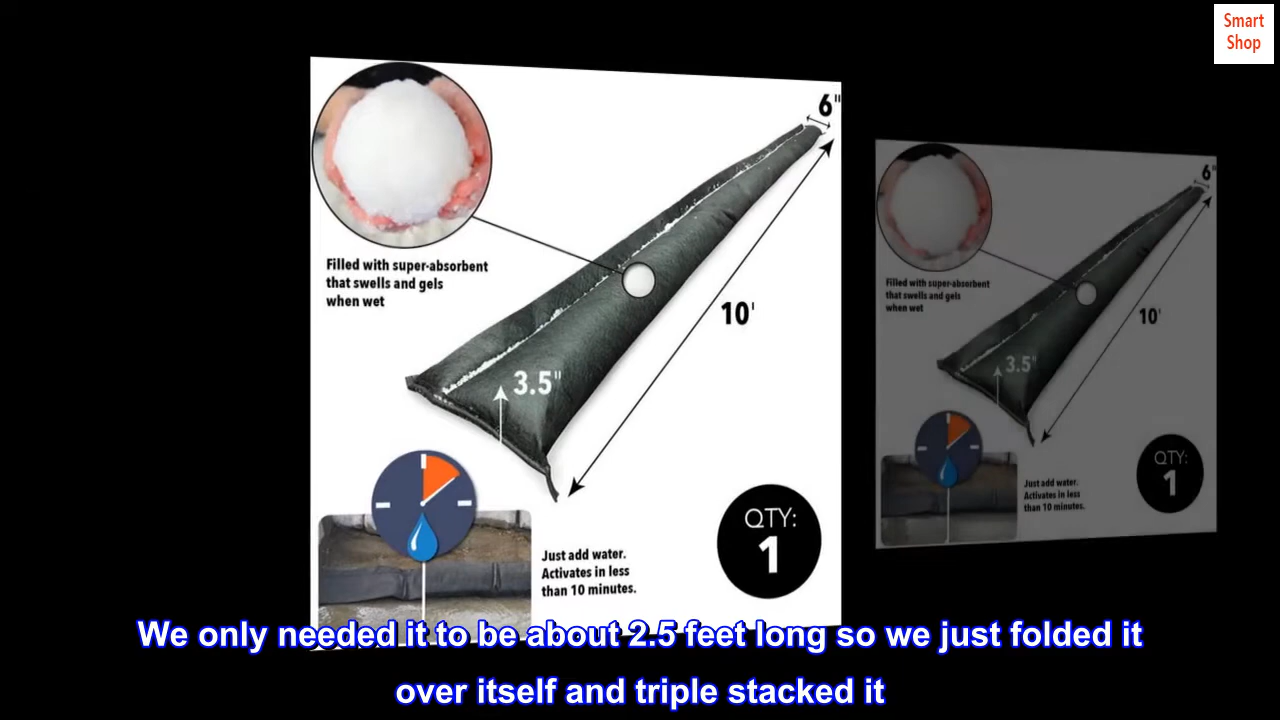 Smart
Shop
6"
Filled with super-absorbent
that swells and gels
when wet
10'
3.5"
QTY:
1
Just add water.
Activates in less
than 10 minutes.
6"
Filled with super-absorbent
that swells and gels
when wet
10'
3.5"
QTY:
1
Just add water.
Activates in less
than 10 minutes.
We only needed it to be about 2.5 feet long so we just folded it
over itself and triple stacked it